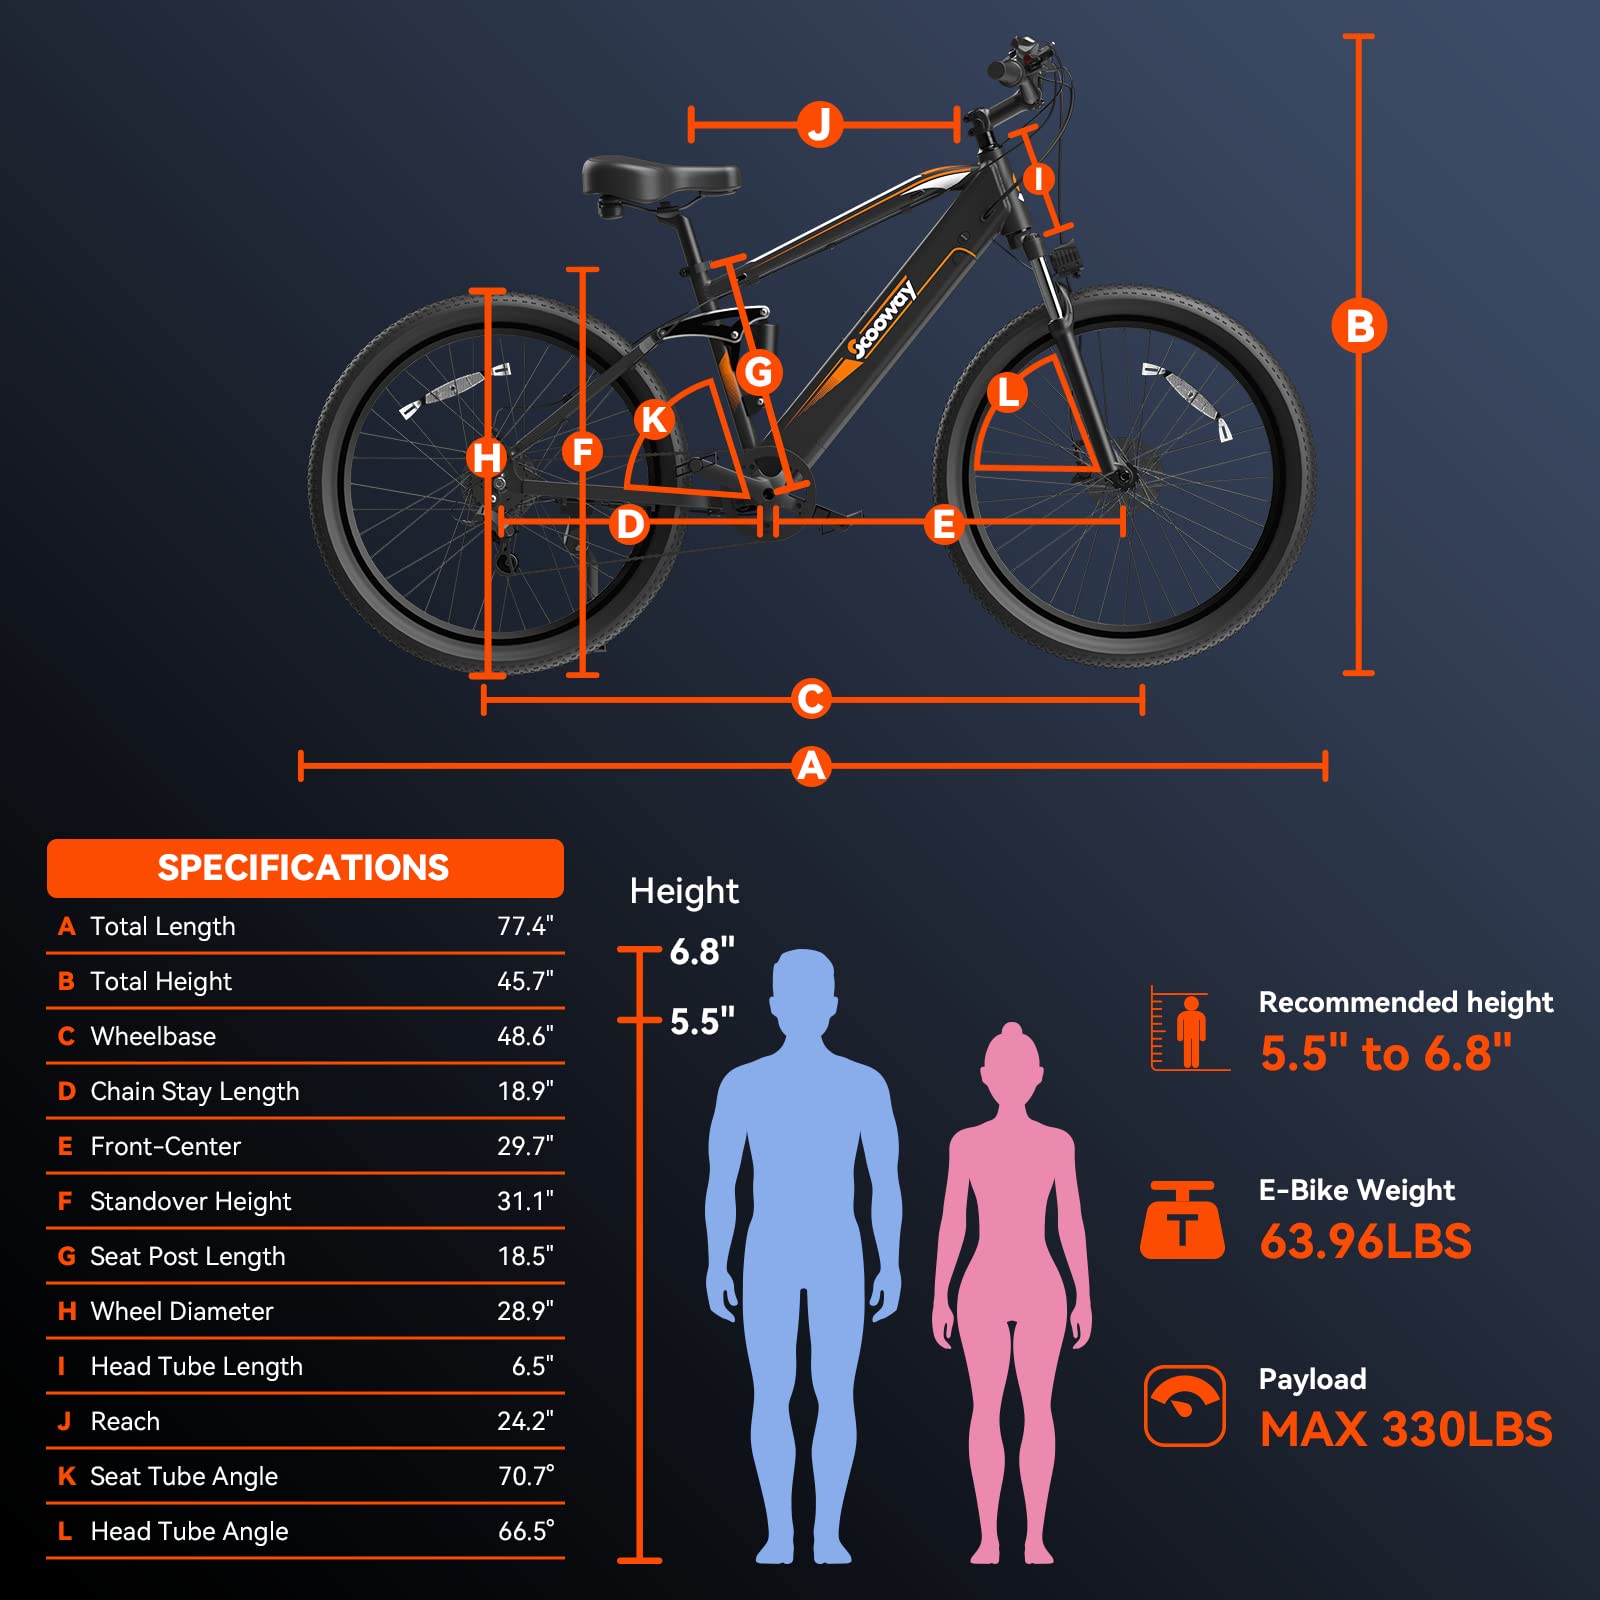 J
I
B
Scooway
G
L
K
H
F
D
E
C
A
SPECIFICATIONS
A Total Length 77.4"
B Total Height 45.7"
C Wheelbase 48.6"
D Chain Stay Length 18.9"
E Front-Center 29.7"
F Standover Height 31.1"
G Seat Post Length 18.5"
H Wheel Diameter 28.9"
I Head Tube Length 6.5"
J Reach 24.2"
K Seat Tube Angle 70.7°
L Head Tube Angle 66.5°
Height
6.8"
5.5"
Recommended height
5.5" to 6.8"
T
E-Bike Weight
63.96LBS
Payload
MAX 330LBS